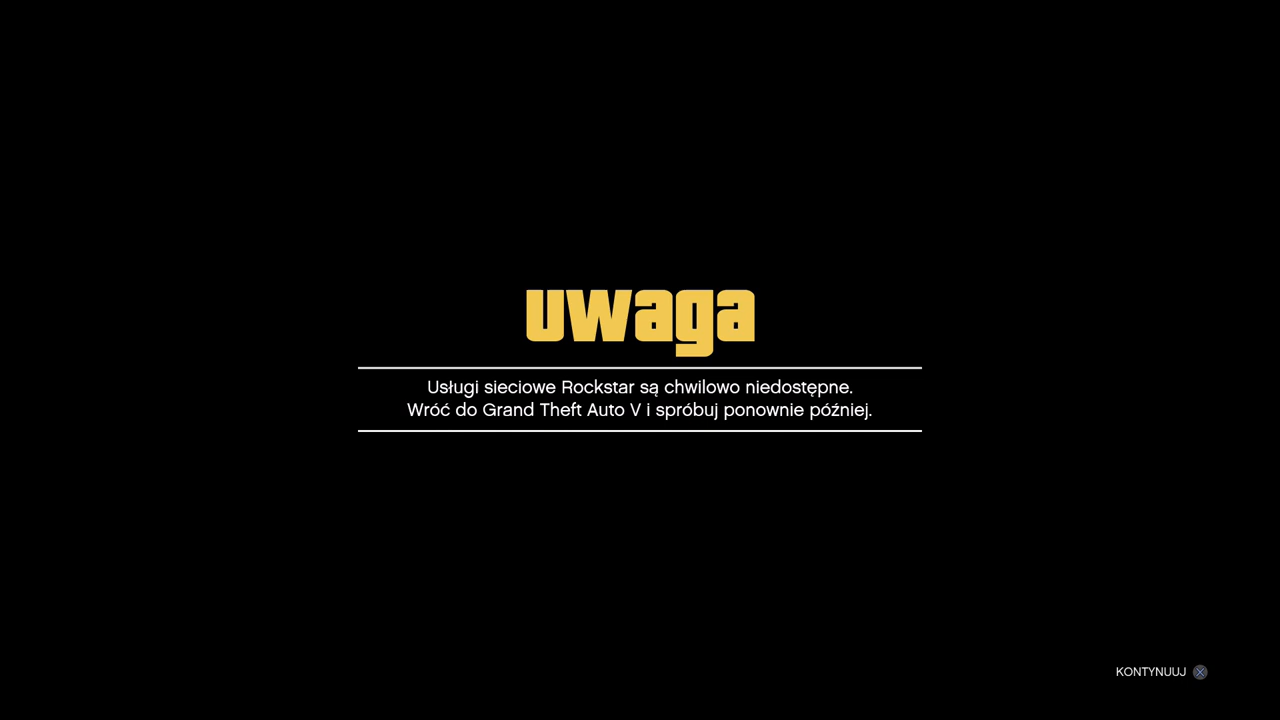 uwaga
Usługi sieciowe Rockstar są chwilowo niedostępne.
Wróć do Grand Theft Auto V i spróbuj ponownie później.
KONTYNUUJ